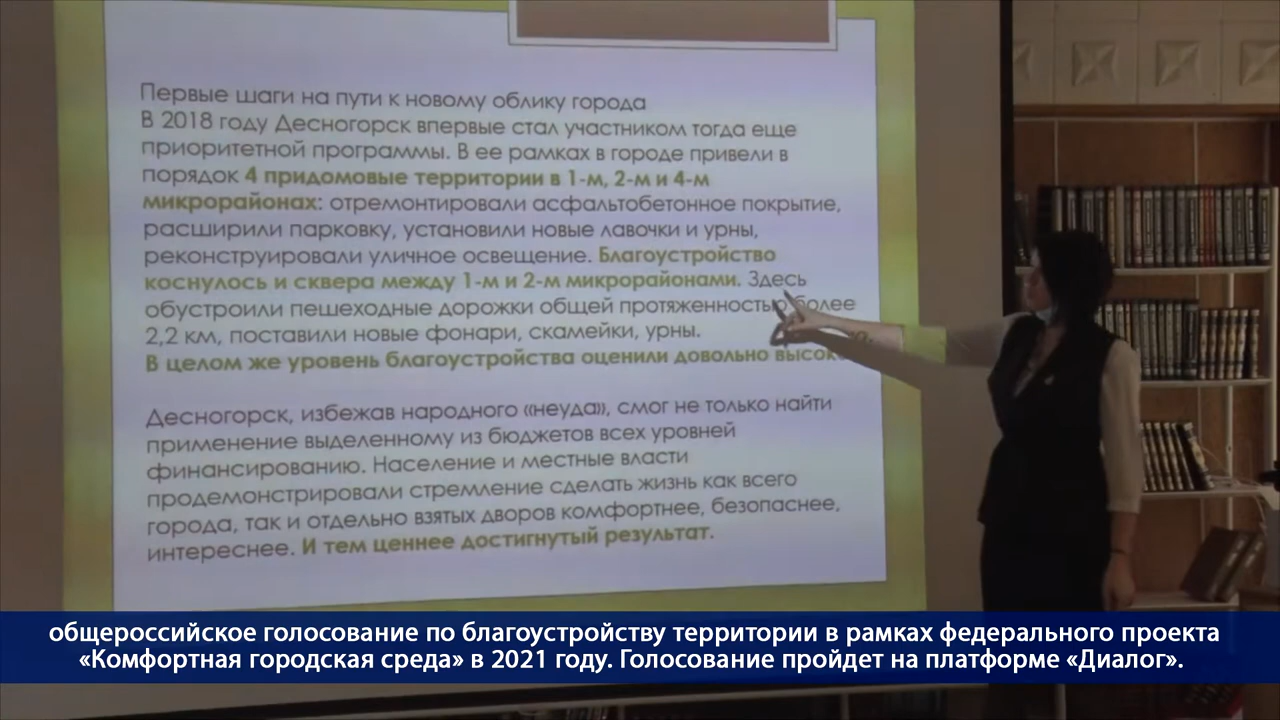 Первые шаги на пути к новому облику города
В 2018 году Десногорск впервые стал участником тогда еще
приоритетной программы. В ее рамках в городе привели в
порядок 4 придомовые территории в 1-м, 2-м и 4-м
микрорайонах: отремонтировали асфальтобетонное покрытие,
расширили парковку, установили новые лавочки и урны,
реконструировали уличное освещение. Благоустройство
коснулось и сквера между 1-м и 2-м микрорайонами. Здесь
обустроили пешеходные дорожки общей протяженностью более
2,2 км, поставили новые фонари, скамейки, урны.
В целом же уровень благоустройства оценили довольно
Десногорск, избежав народного «неуда», смог не только найти
применение выделенному из бюджетов всех уровней
финансированию. Население и местные власти
продемонстрировали стремление сделать жизнь как всего
города, так и отдельно взятых дворов комфортнее, безопаснее,
интереснее. И тем ценнее достигнутый результат.
общероссийское голосование по благоустройству территории в рамках федерального проекта
«Комфортная городская среда» в 2021 году. Голосование пройдет на платформе «Диалог».